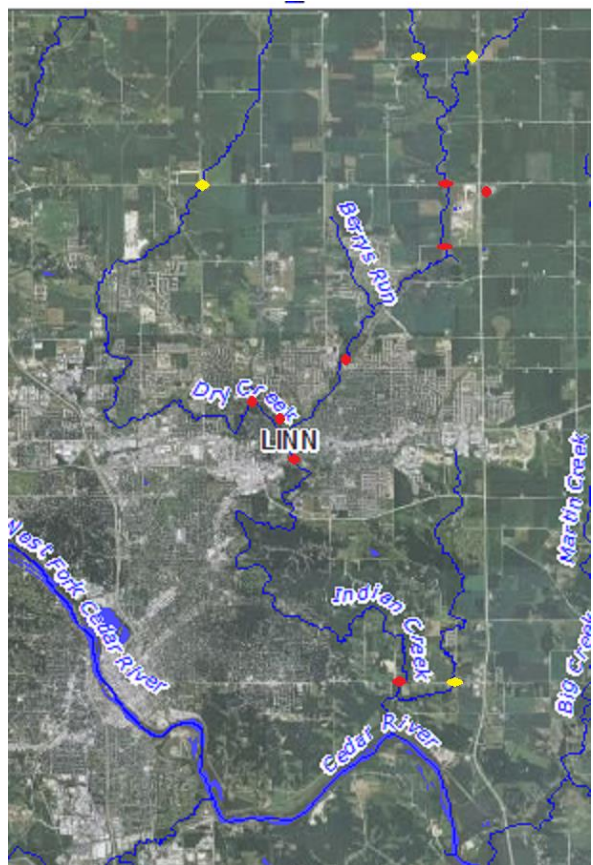 Berrys Run
Dry Creek
LINN
Martin Creek
West Fork Cedar River
Indian Creek
Big Creek
Cedar River